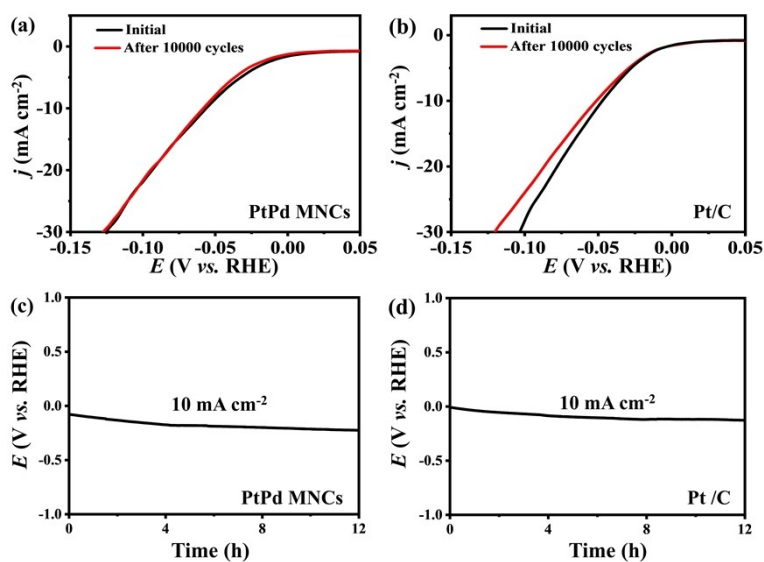 (a)
Initial
After 10000 cycles
0
-10
-20
-30
j (mA cm⁻²)
PtPd MNCs
-0.15 -0.10 -0.05 0.00 0.05
E (V vs. RHE)
(b)
Initial
After 10000 cycles
0
-10
-20
-30
j (mA cm⁻²)
Pt/C
-0.15 -0.10 -0.05 0.00 0.05
E (V vs. RHE)
(c)
1.0
0.5
0.0
-0.5
-1.0
E (V vs. RHE)
10 mA cm⁻²
PtPd MNCs
0 4 8 12
Time (h)
(d)
1.0
0.5
0.0
-0.5
-1.0
E (V vs. RHE)
10 mA cm⁻²
Pt /C
0 4 8 12
Time (h)